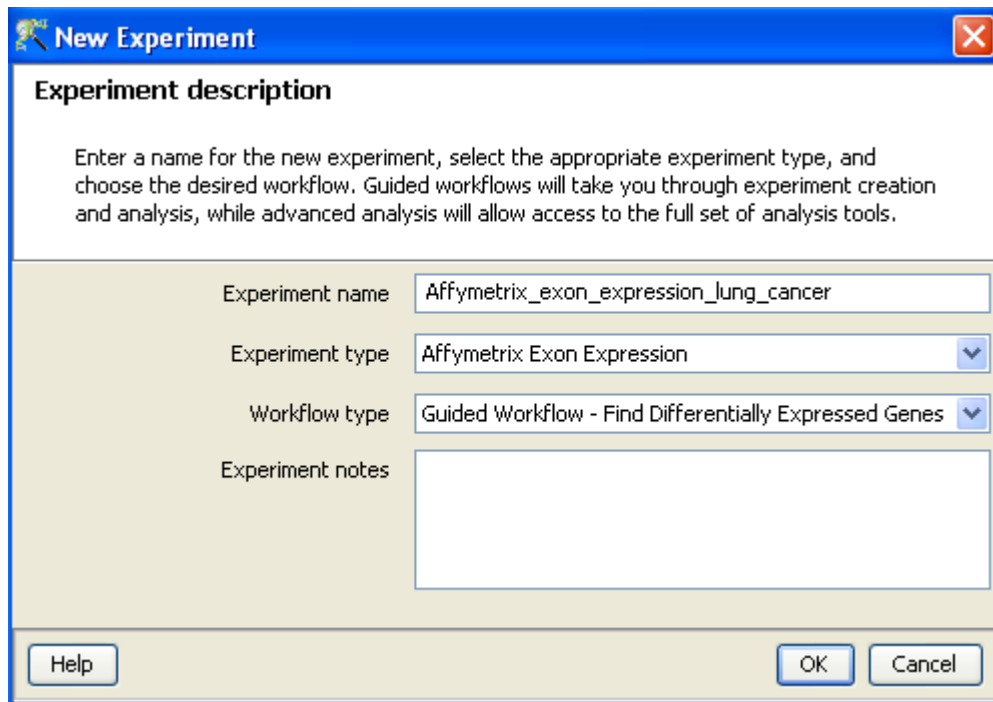 New Experiment
Experiment description
Enter a name for the new experiment, select the appropriate experiment type, and
choose the desired workflow. Guided workflows will take you through experiment creation
and analysis, while advanced analysis will allow access to the full set of analysis tools.
Experiment name Affymetrix_exon_expression_lung_cancer
Experiment type Affymetrix Exon Expression
Workflow type Guided Workflow - Find Differentially Expressed Genes
Experiment notes
Help OK Cancel